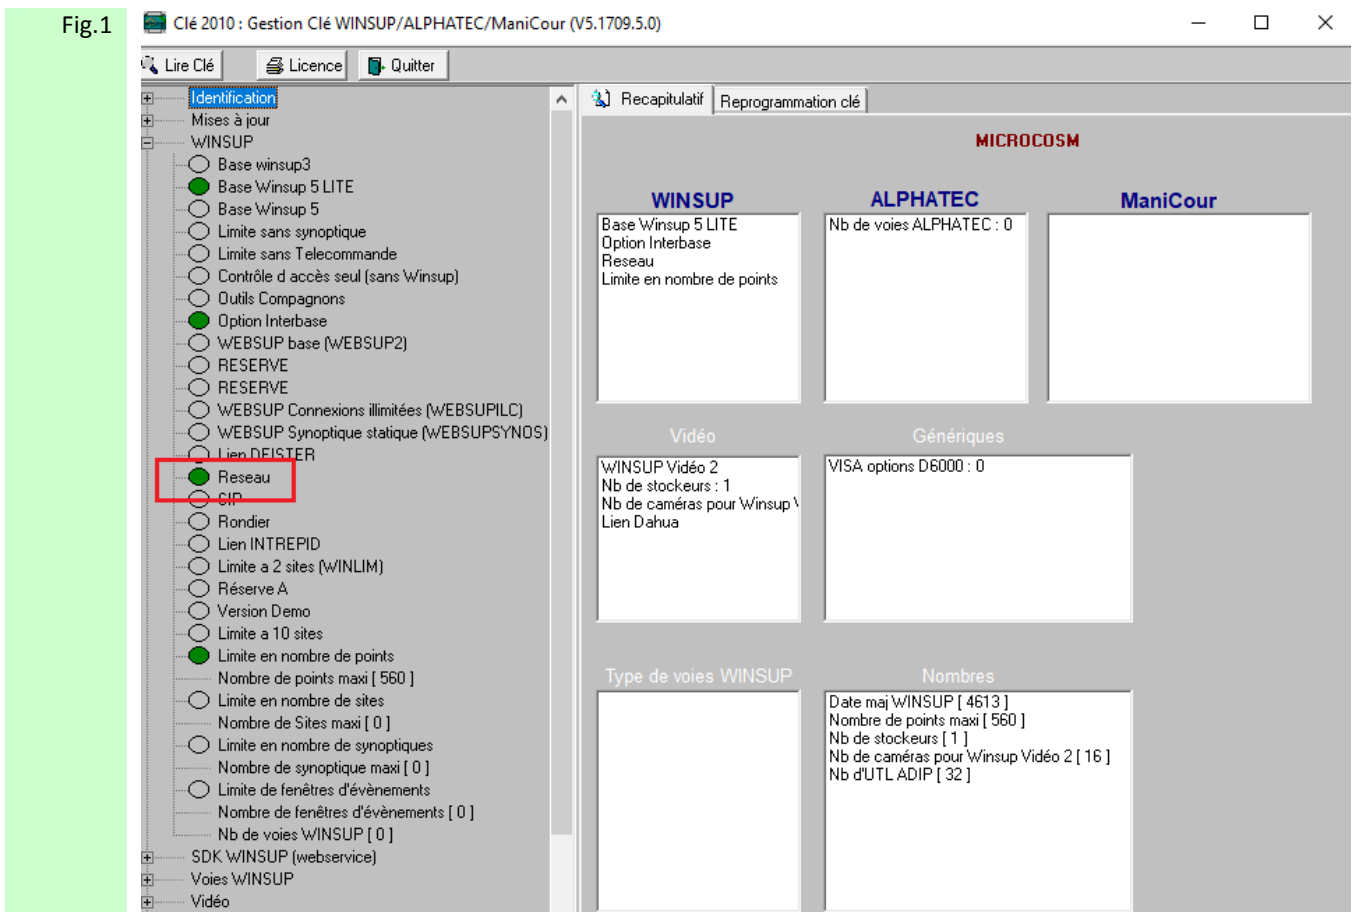 Fig.1
Clé 2010 : Gestion Clé WINSUP/ALPHATEC/ManiCour (V5.1709.5.0)
Lire Clé
Licence
Quitter
Identification
Mises à jour
WINSUP
Base winsup3
Base Winsup 5 LITE
Base Winsup 5
Limite sans synoptique
Limite sans Telecommande
Contrôle d accès seul (sans Winsup)
Outils Compagnons
Option Interbase
WEBSUP base (WEBSUP2)
RESERVE
RESERVE
WEBSUP Connexions illimitées (WEBSUPILC)
WEBSUP Synoptique statique (WEBSUPSYNOS)
Lien DEISTER
Reseau
SIP
Rondier
Lien INTREPID
Limite a 2 sites (WINLIM)
Réserve A
Version Demo
Limite a 10 sites
Limite en nombre de points
Nombre de points maxi [ 560 ]
Limite en nombre de sites
Nombre de Sites maxi [ 0 ]
Limite en nombre de synoptiques
Nombre de synoptique maxi [ 0 ]
Limite de fenêtres d'évènements
Nombre de fenêtres d'évènements [ 0 ]
Nb de voies WINSUP [ 0 ]
SDK WINSUP (webservice)
Voies WINSUP
Vidéo
Recapitulatif
Reprogrammation clé
MICROCOSM
WINSUP
Base Winsup 5 LITE
Option Interbase
Reseau
Limite en nombre de points
ALPHATEC
Nb de voies ALPHATEC : 0
ManiCour
Vidéo
WINSUP Vidéo 2
Nb de stockeurs : 1
Nb de caméras pour Winsup V
Lien Dahua
Génériques
VISA options D6000 : 0
Type de voies WINSUP
Nombres
Date maj WINSUP [ 4613 ]
Nombre de points maxi [ 560 ]
Nb de stockeurs [ 1 ]
Nb de caméras pour Winsup Vidéo 2 [ 16 ]
Nb d'UTL ADIP [ 32 ]